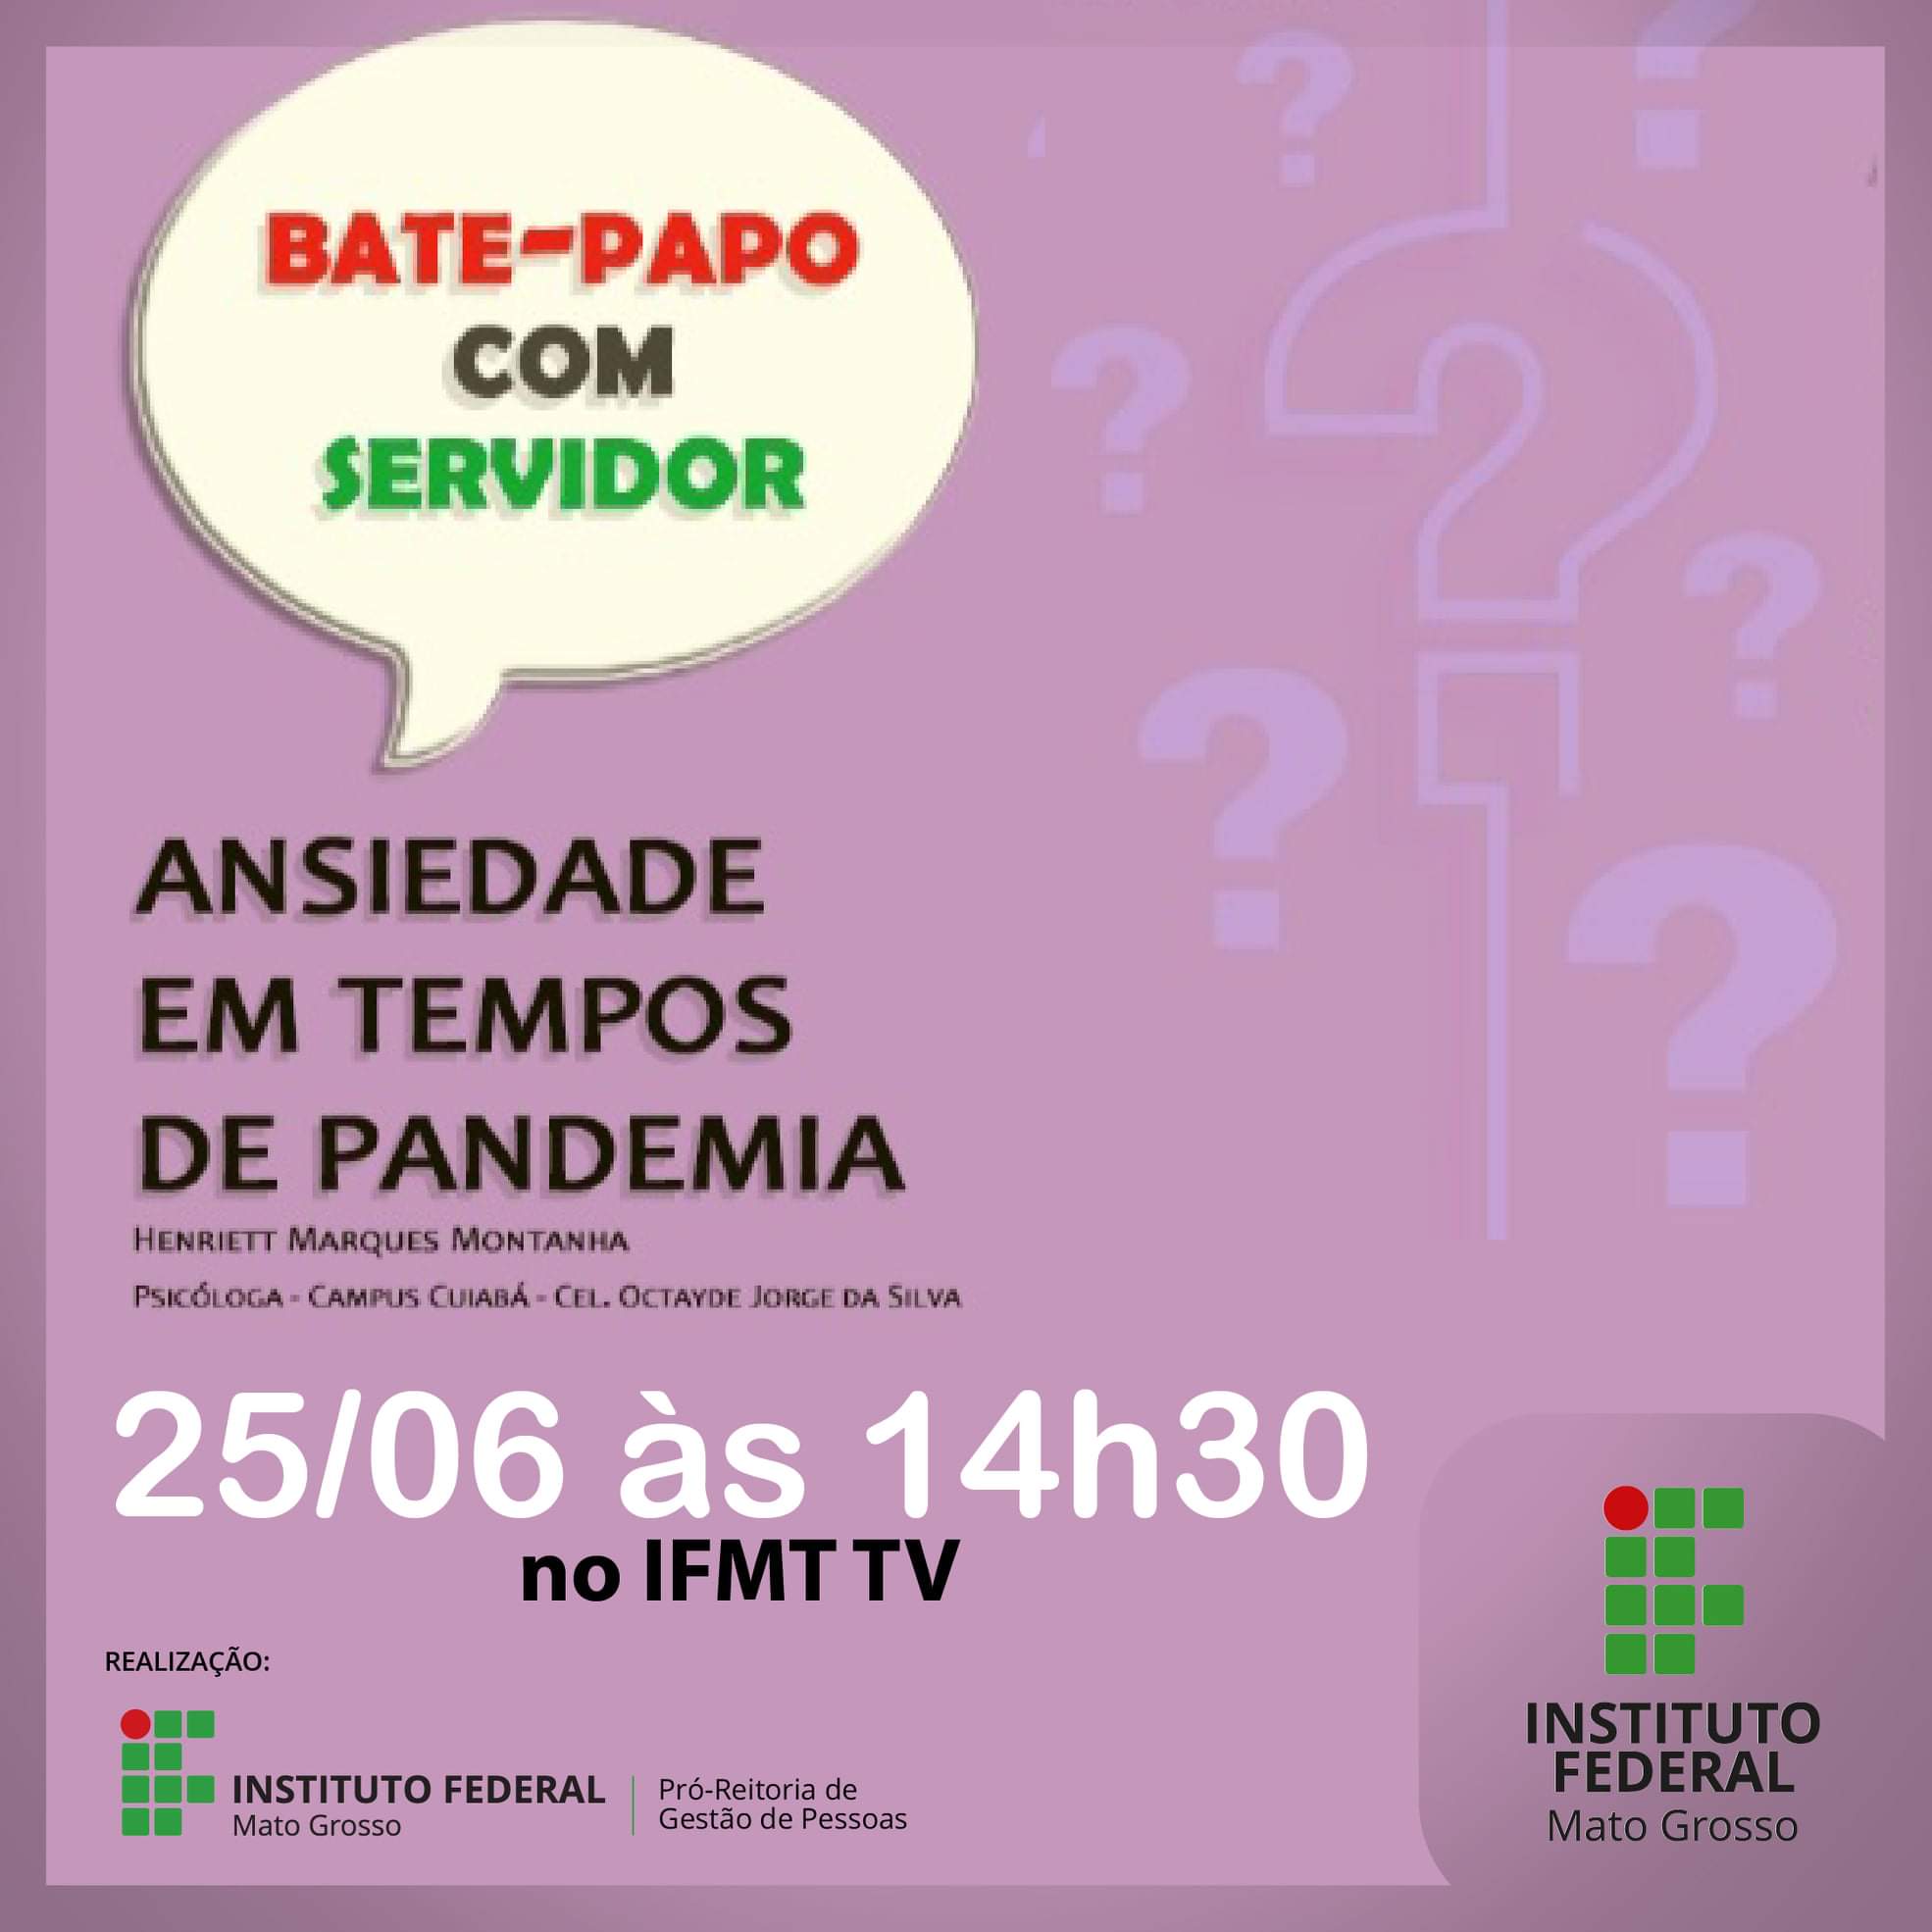 BATE-PAPO
COM
SERVIDOR
ANSIEDADE
EM TEMPOS
DE PANDEMIA
HENRIETT MARQUES MONTANHA
PSICÓLOGA - CAMPUS CUIABÁ - CEL. OCTAYDE JORGE DA SILVA
25/06 às 14h30
no IFMT TV
REALIZAÇÃO:
INSTITUTO FEDERAL
Mato Grosso
Pró-Reitoria de
Gestão de Pessoas
INSTITUTO
FEDERAL
Mato Grosso